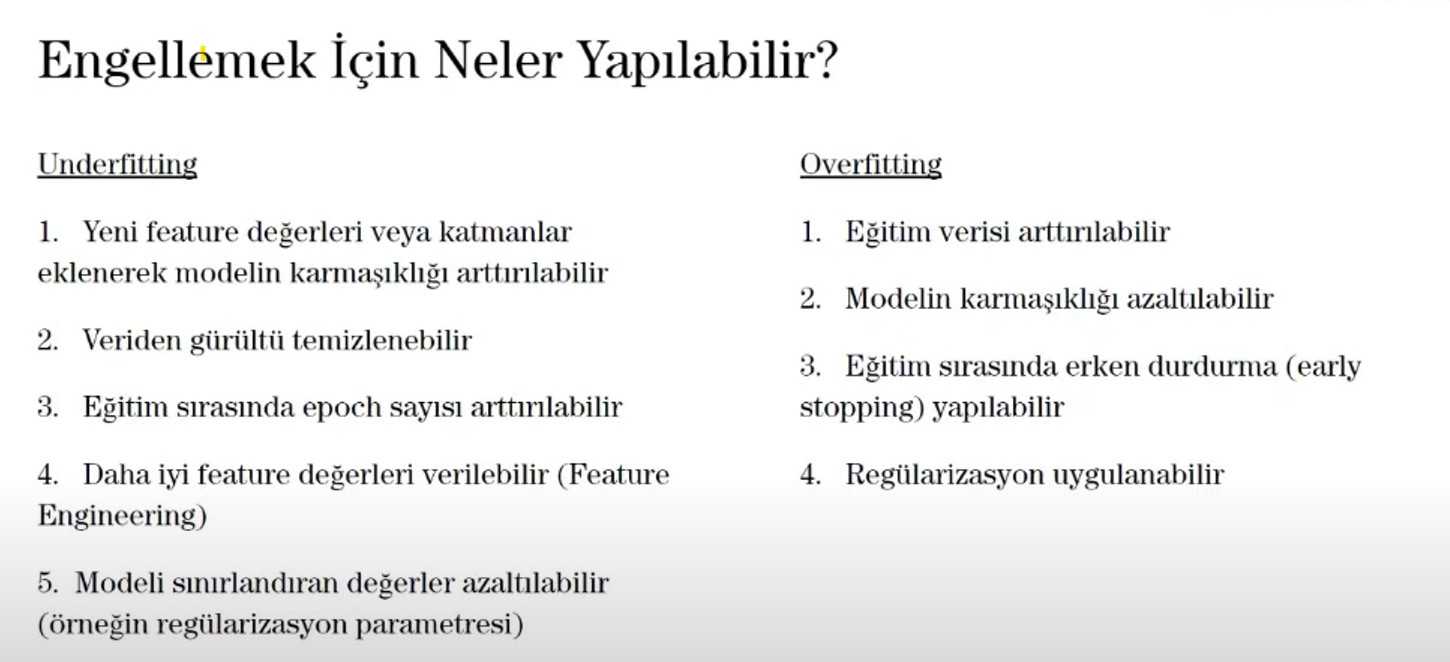 Engellemek İçin Neler Yapılabilir?
Underfitting
1. Yeni feature değerleri veya katmanlar
eklenerek modelin karmaşıklığı arttırılabilir
2. Veriden gürültü temizlenebilir
3. Eğitim sırasında epoch sayısı arttırılabilir
4. Daha iyi feature değerleri verilebilir (Feature
Engineering)
5. Modeli sınırlandıran değerler azaltılabilir
(örneğin regülarizasyon parametresi)
Overfitting
1. Eğitim verisi arttırılabilir
2. Modelin karmaşıklığı azaltılabilir
3. Eğitim sırasında erken durdurma (early
stopping) yapılabilir
4. Regülarizasyon uygulanabilir